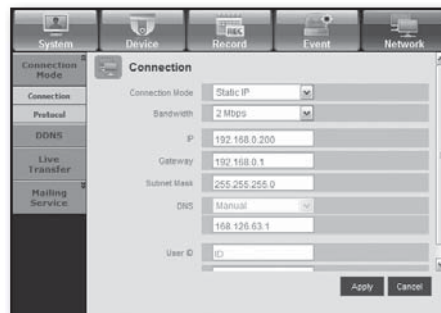 System Device Record Event Network
REC
Connection Mode
Connection
Protocol
DDNS
Live Transfer
Mailing Service
Connection
Connection Mode Static IP
Bandwidth 2 Mbps
IP 192.168.0.200
Gateway 192.168.0.1
Subnet Mask 255.255.255.0
DNS Manual
168.126.63.1
User ID ID
Apply Cancel